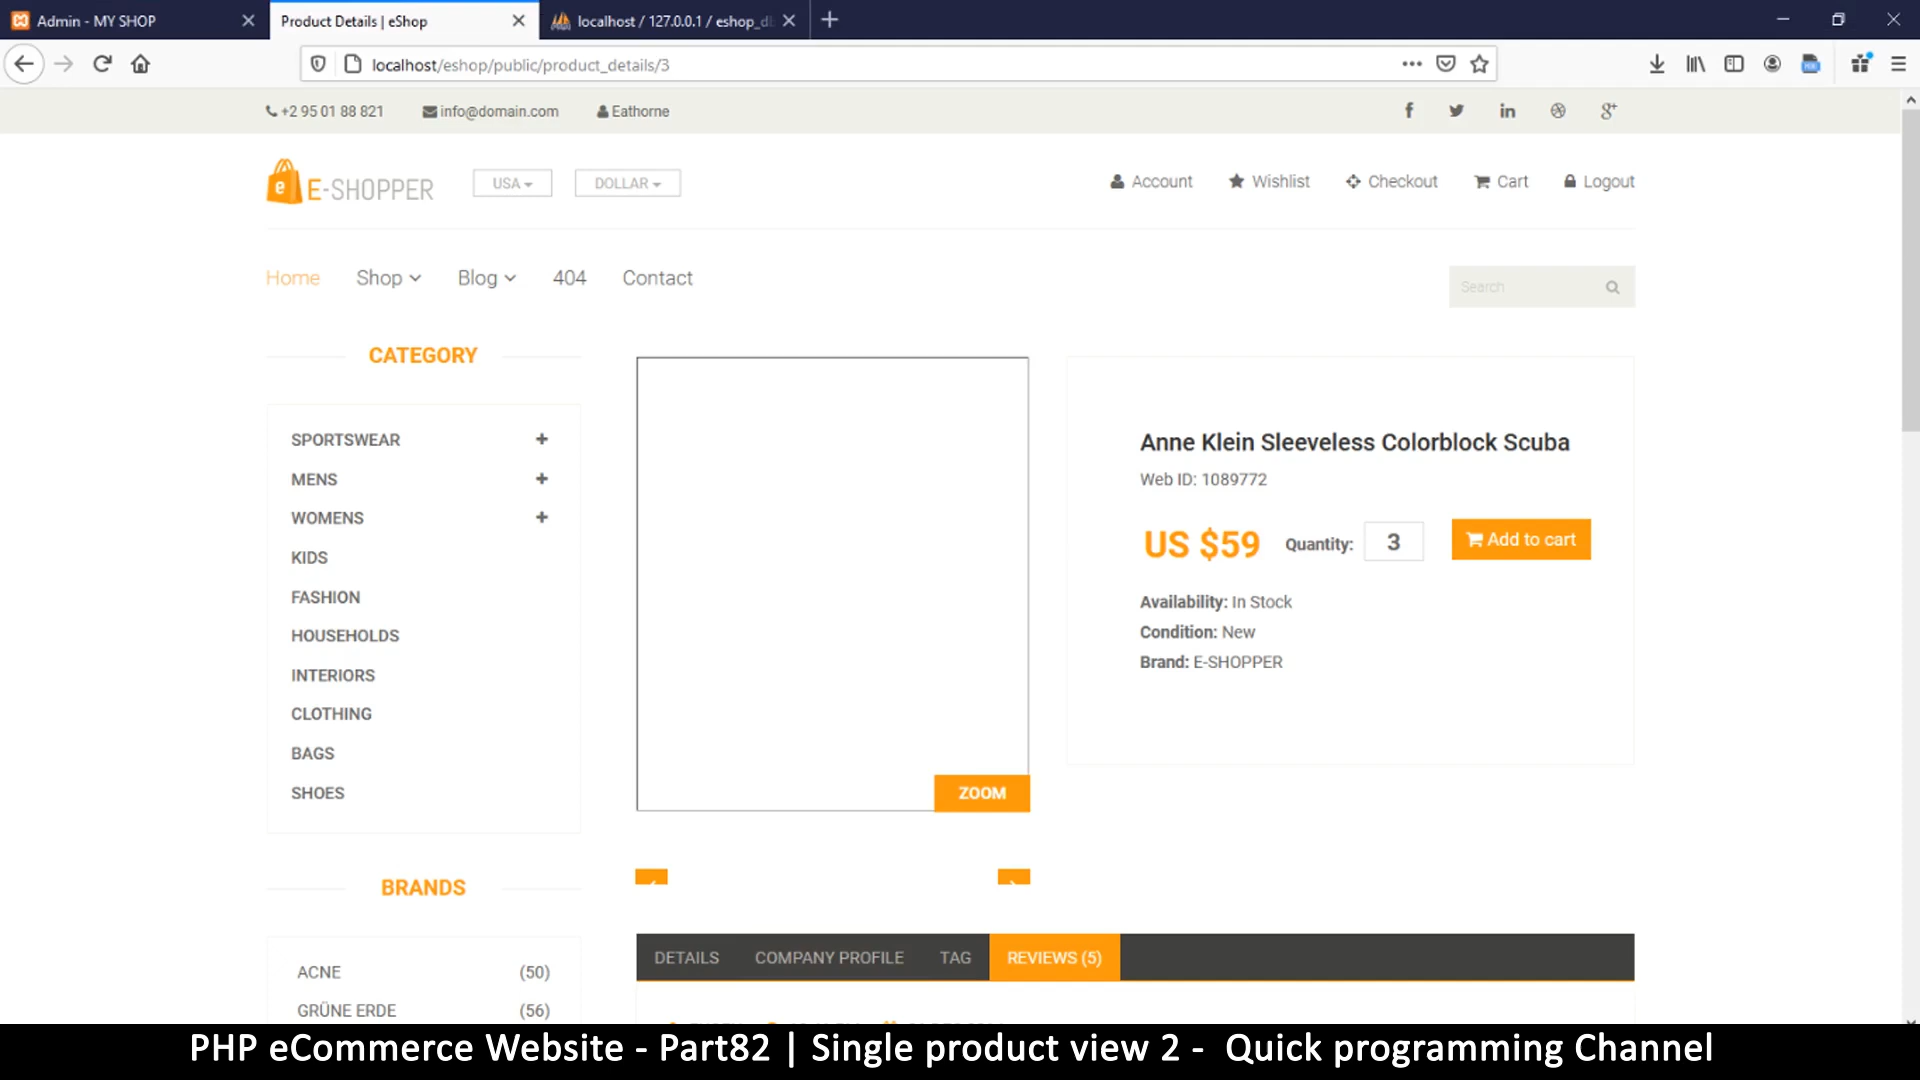 Admin - MY SHOP
Product Details | eShop
localhost / 127.0.0.1 / eshop_d
localhost/eshop/public/product_details/3
+2 95 01 88 821
info@domain.com
Eathorne
E-SHOPPER
USA
DOLLAR
Account
Wishlist
Checkout
Cart
Logout
Home
Shop
Blog
404
Contact
Search
CATEGORY
SPORTSWEAR
MENS
WOMENS
KIDS
FASHION
HOUSEHOLDS
INTERIORS
CLOTHING
BAGS
SHOES
ZOOM
Anne Klein Sleeveless Colorblock Scuba
Web ID: 1089772
US $59
Quantity: 3
Add to cart
Availability: In Stock
Condition: New
Brand: E-SHOPPER
BRANDS
ACNE (50)
GRÜNE ERDE (56)
DETAILS
COMPANY PROFILE
TAG
REVIEWS (5)
PHP eCommerce Website - Part82 | Single product view 2 - Quick programming Channel